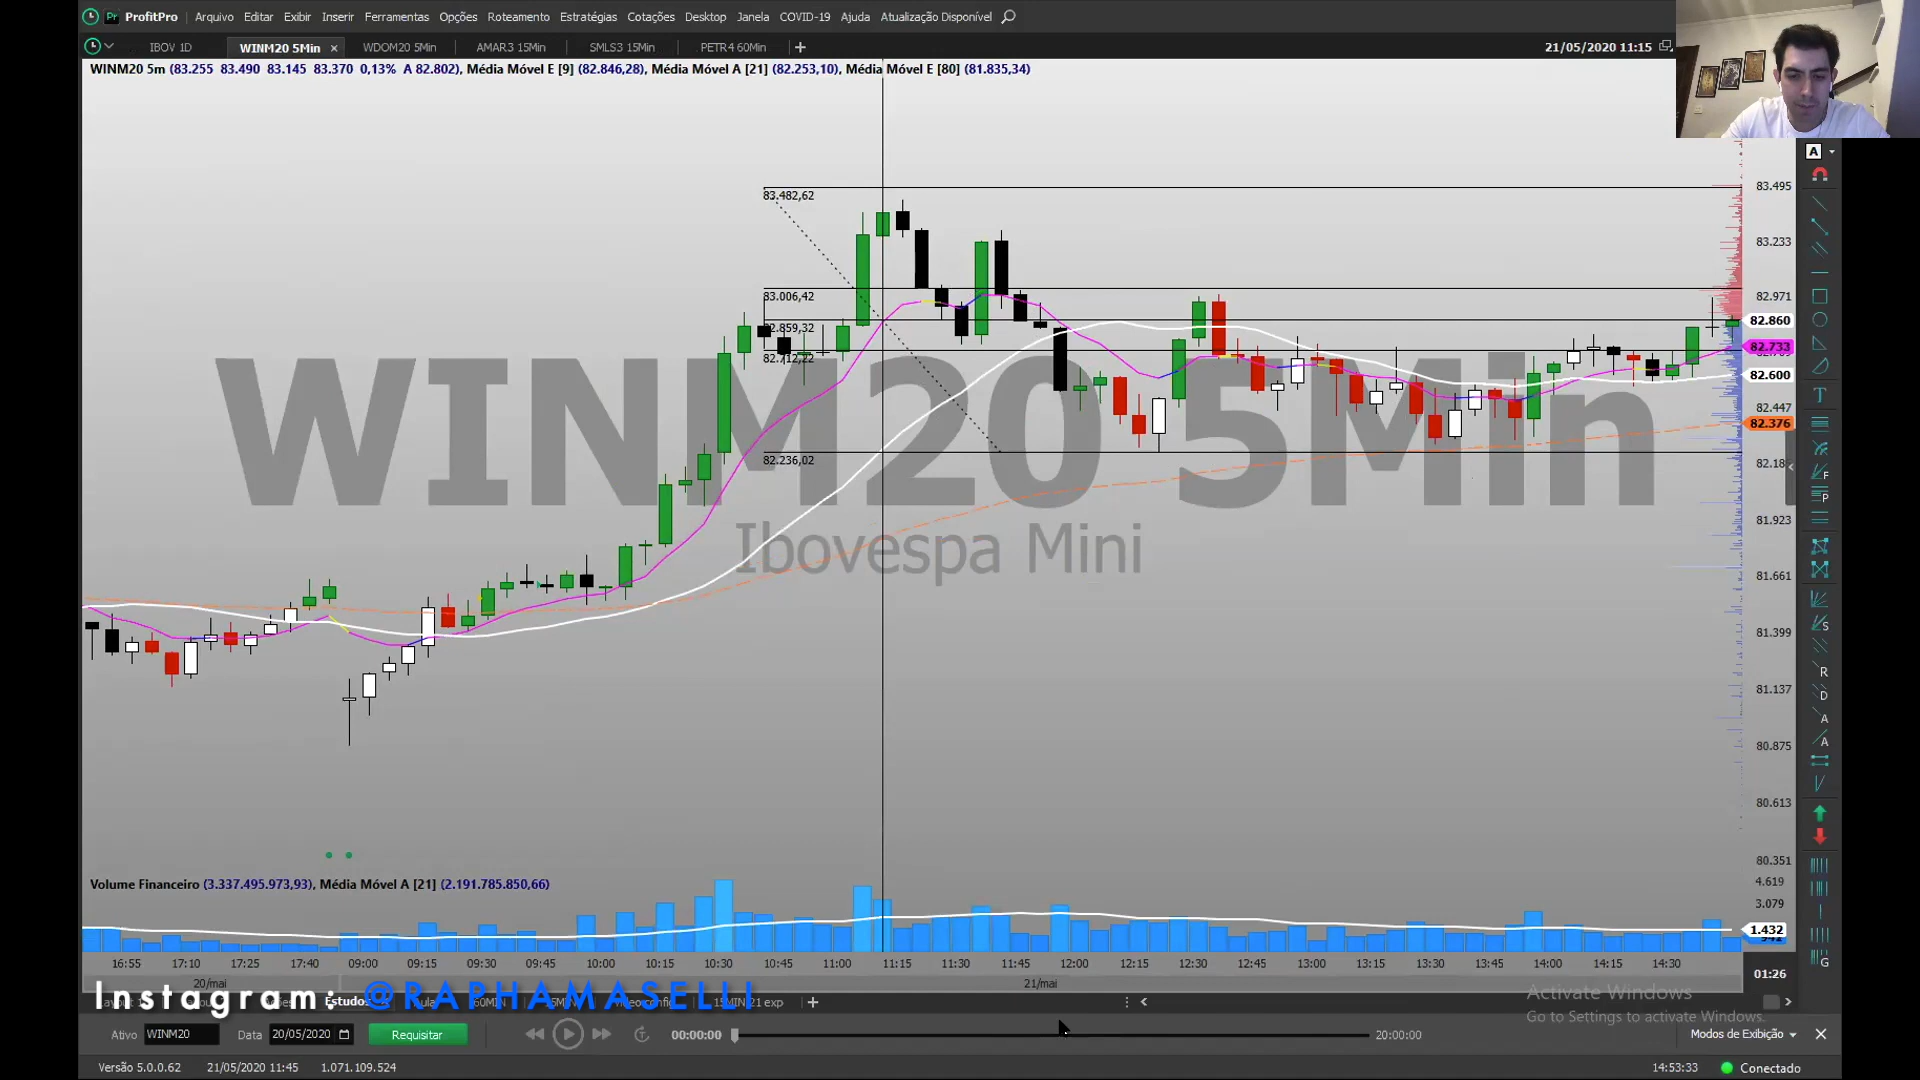 Pr ProfitPro Arquivo Editar Exibir Inserir Ferramentas Opções Roteamento Estratégias Cotações Desktop Janela COVID-19 Ajuda Atualização Disponível
IBOV 1D WINM20 5Min WDOM20 5Min AMAR3 15Min SMLS3 15Min PETR4 60Min 21/05/2020 11:15
WINM20 5m (83.255 83.490 83.145 83.370 0,13% A 82.802), Média Móvel E [9] (82.846,28), Média Móvel A [21] (82.253,10), Média Móvel E [80] (81.835,34)
A
83.482,62
83.495
83.233
83.006,42
82.971
82.859,32
82.860
82.733
82.712,22
82.600
82.447
82.376
82.236,02
WINM20 5Min
Ibovespa Mini
81.923
81.661
81.399
81.137
80.875
80.613
80.351
Volume Financeiro (3.337.495.973,93), Média Móvel A [21] (2.191.785.850,66)
4.619
3.079
1.432
16:55 17:10 17:25 17:40 09:00 09:15 09:30 09:45 10:00 10:15 10:30 10:45 11:00 11:15 11:30 11:45 12:00 12:15 12:30 12:45 13:00 13:15 13:30 13:45 14:00 14:15 14:30 01:26
20/mai 21/mai
Instagram: @RAPHAMASELLI
Estudos
15MIN 21 exp
Activate Windows
Go to Settings to activate Windows.
Ativo WINM20 Data 20/05/2020 Requisitar 00:00:00 20:00:00 Modos de Exibição
Versão 5.0.0.62 21/05/2020 11:45 1.071.109.524 14:53:33 Conectado